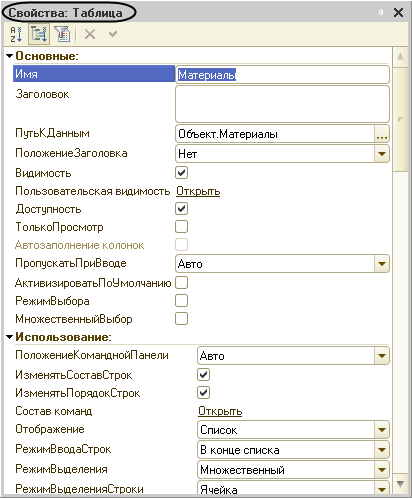 Свойства: Таблица
Основные:
Имя Материалы
Заголовок
ПутьКДанным Объект.Материалы ...
ПоложениеЗаголовка Нет
Видимость
Пользовательская видимость Открыть
Доступность
ТолькоПросмотр
Автозаполнение колонок
ПропускатьПриВводе Авто
АктивизироватьПоУмолчанию
РежимВыбора
МножественныйВыбор
Использование:
ПоложениеКоманднойПанели Авто
ИзменятьСоставСтрок
ИзменятьПорядокСтрок
Состав команд Открыть
Отображение Список
РежимВводаСтрок В конце списка
РежимВыделения Множественный
РежимВыделенияСтроки Ячейка